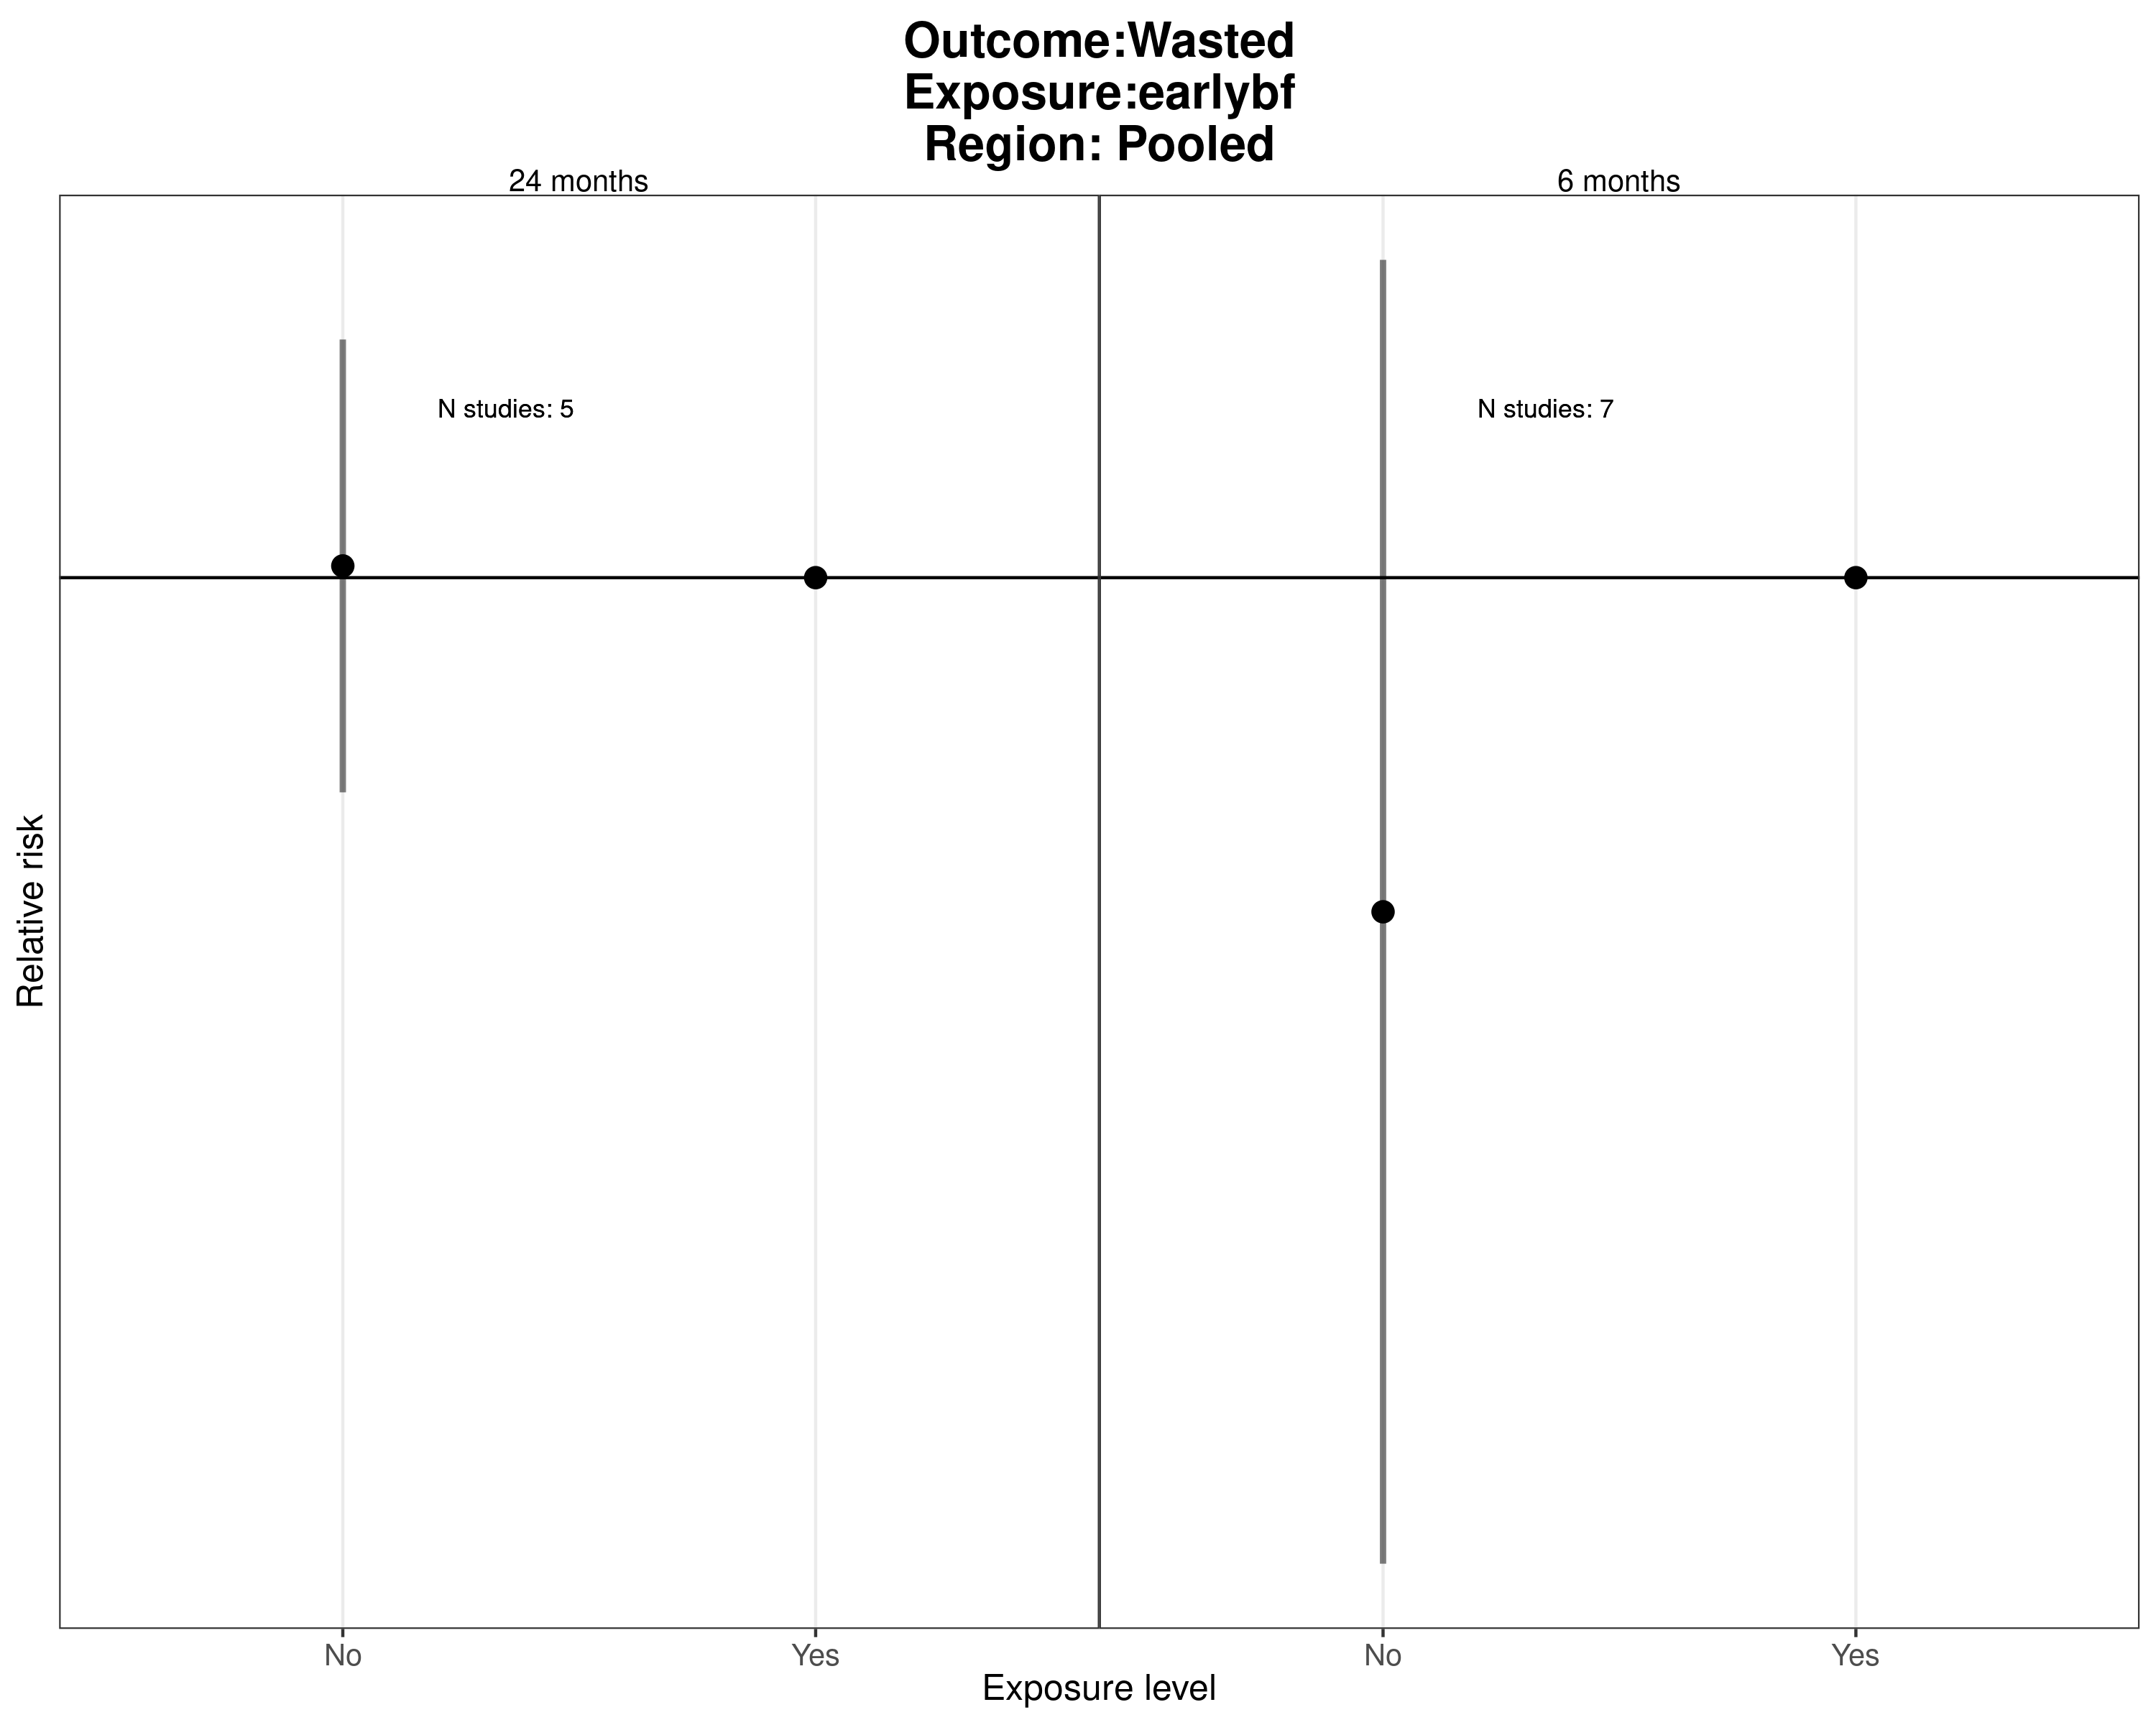 Outcome:Wasted
Exposure:earlybf
Region: Pooled
24 months
6 months
N studies: 5
N studies: 7
Relative risk
No
Yes
No
Yes
Exposure level